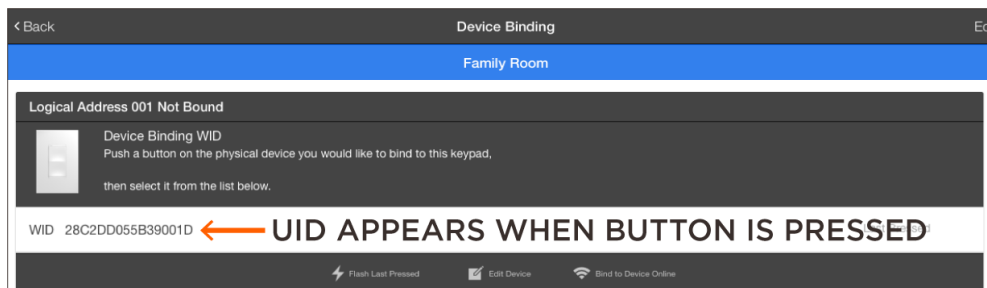 Back
Device Binding
Family Room
Logical Address 001 Not Bound
Device Binding WID
Push a button on the physical device you would like to bind to this keypad,
then select it from the list below.
WID 28C2DD055B39001D UID APPEARS WHEN BUTTON IS PRESSED
Flash Last Pressed Edit Device Bind to Device Online